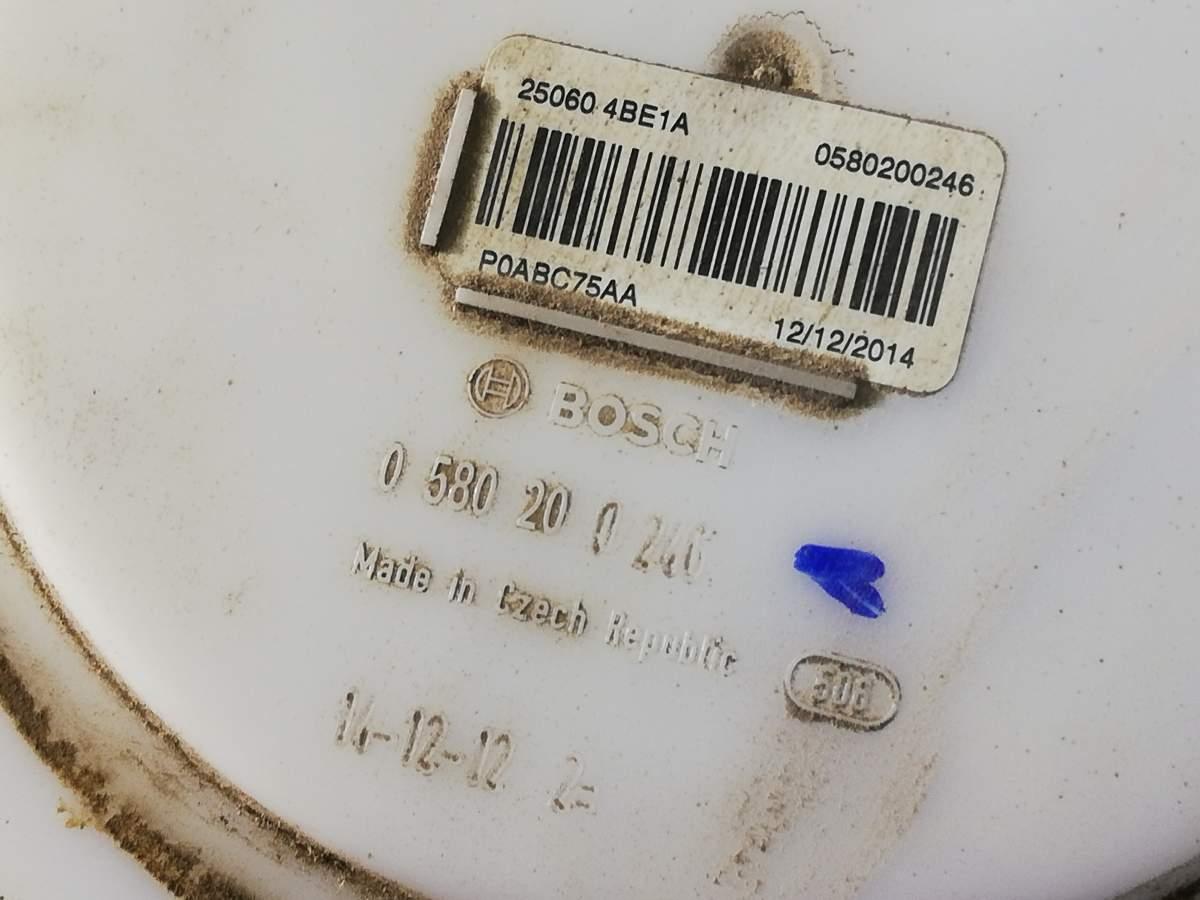 25060 4BE1A
0580200246
P0ABC75AA
12/12/2014
BOSCH
0 580 20 0 246
Made in Czech Republic
506
14-12-12 2=